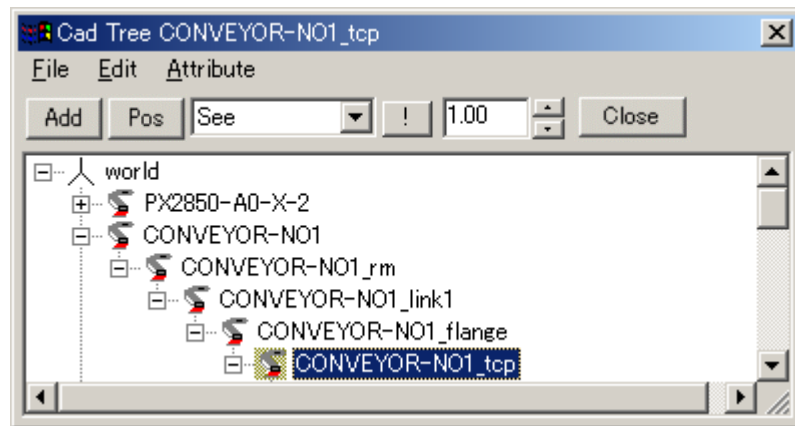 Cad Tree CONVEYOR-NO1_tcp
File Edit Attribute
Add Pos See ! 1.00 Close
world
PX2850-A0-X-2
CONVEYOR-NO1
CONVEYOR-NO1_rm
CONVEYOR-NO1_link1
CONVEYOR-NO1_flange
CONVEYOR-NO1_tcp